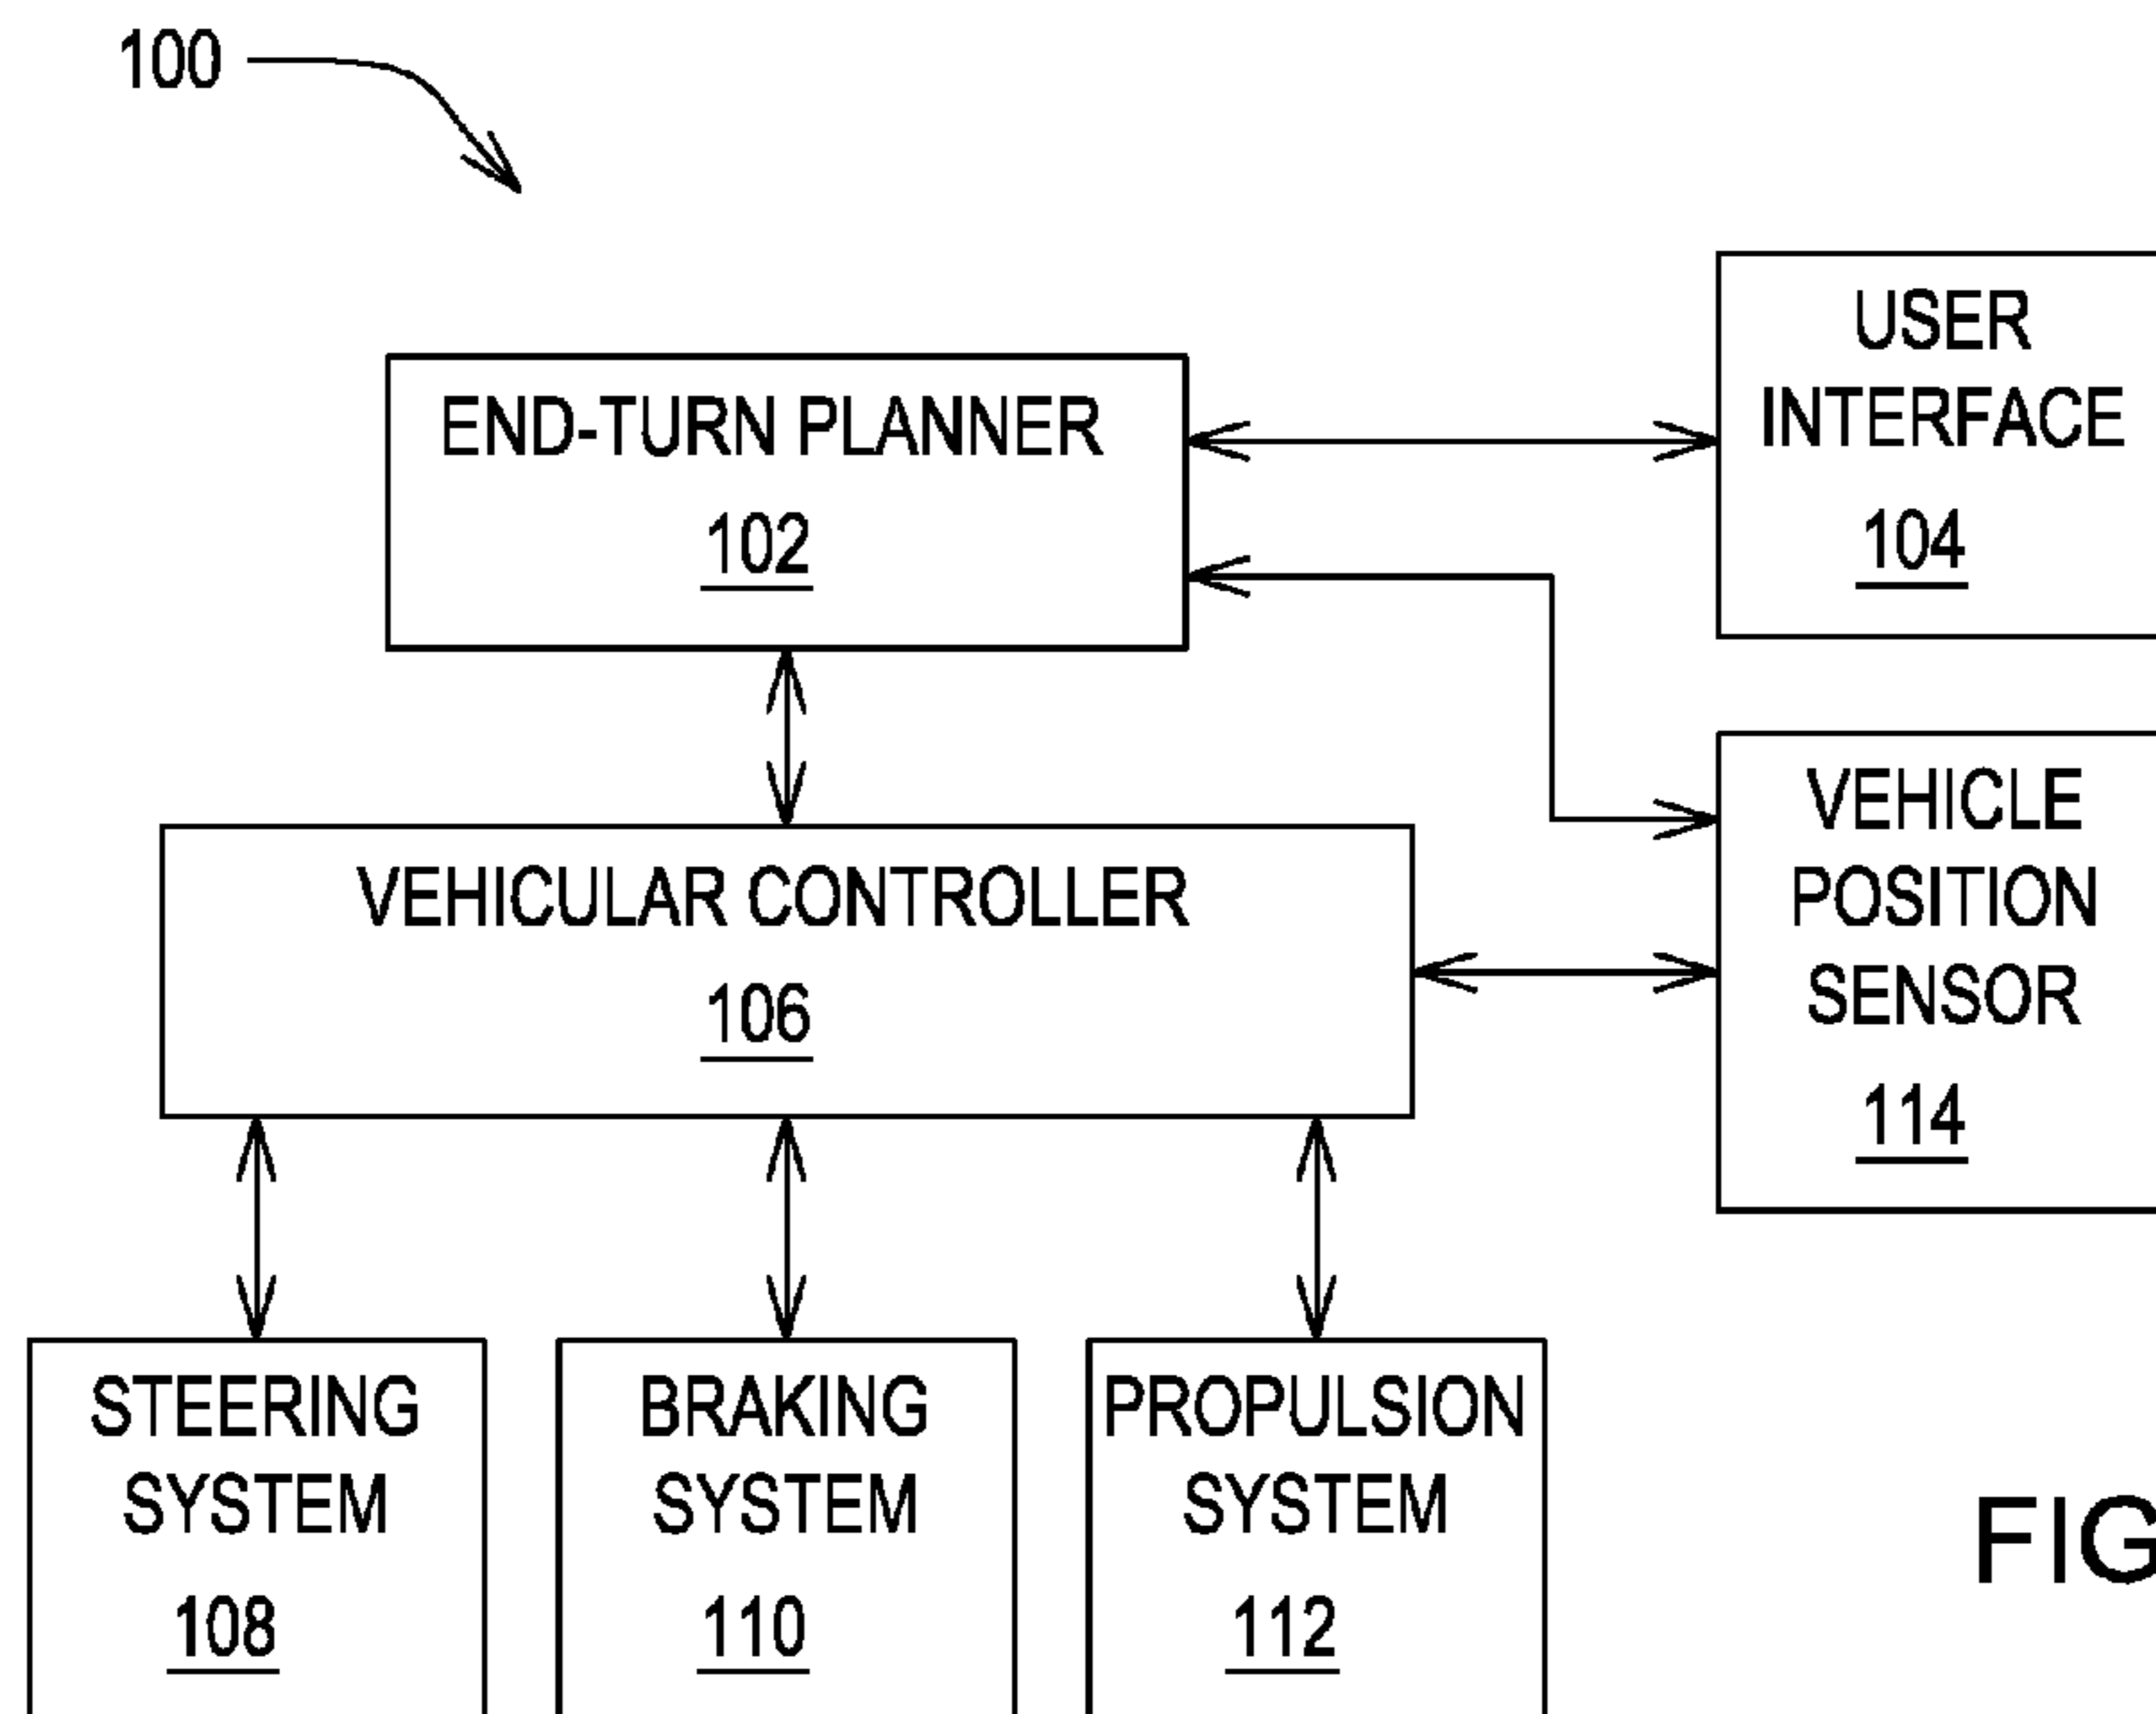 100
USER
INTERFACE
104
END-TURN PLANNER
102
VEHICLE
POSITION
SENSOR
114
VEHICULAR CONTROLLER
106
STEERING
SYSTEM
108
BRAKING
SYSTEM
110
PROPULSION
SYSTEM
112
FIG